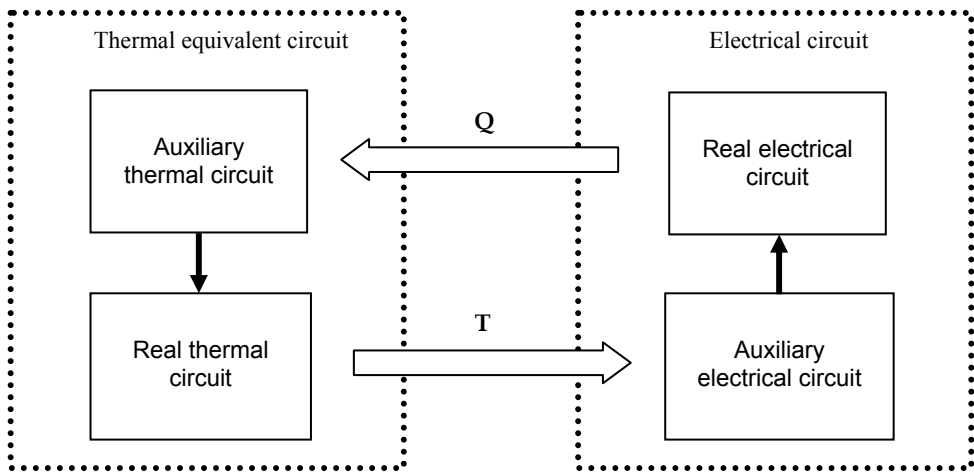 Thermal equivalent circuit
Electrical circuit
Auxiliary
thermal circuit
Q
Real electrical
circuit
Real thermal
circuit
T
Auxiliary
electrical circuit